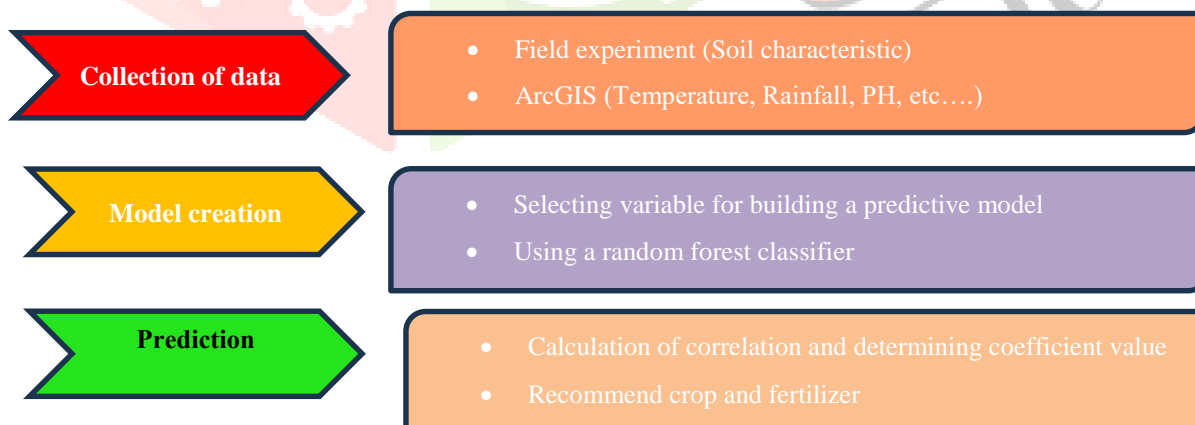 Collection of data
• Field experiment (Soil characteristic)
• ArcGIS (Temperature, Rainfall, PH, etc….)
Model creation
• Selecting variable for building a predictive model
• Using a random forest classifier
Prediction
• Calculation of correlation and determining coefficient value
• Recommend crop and fertilizer